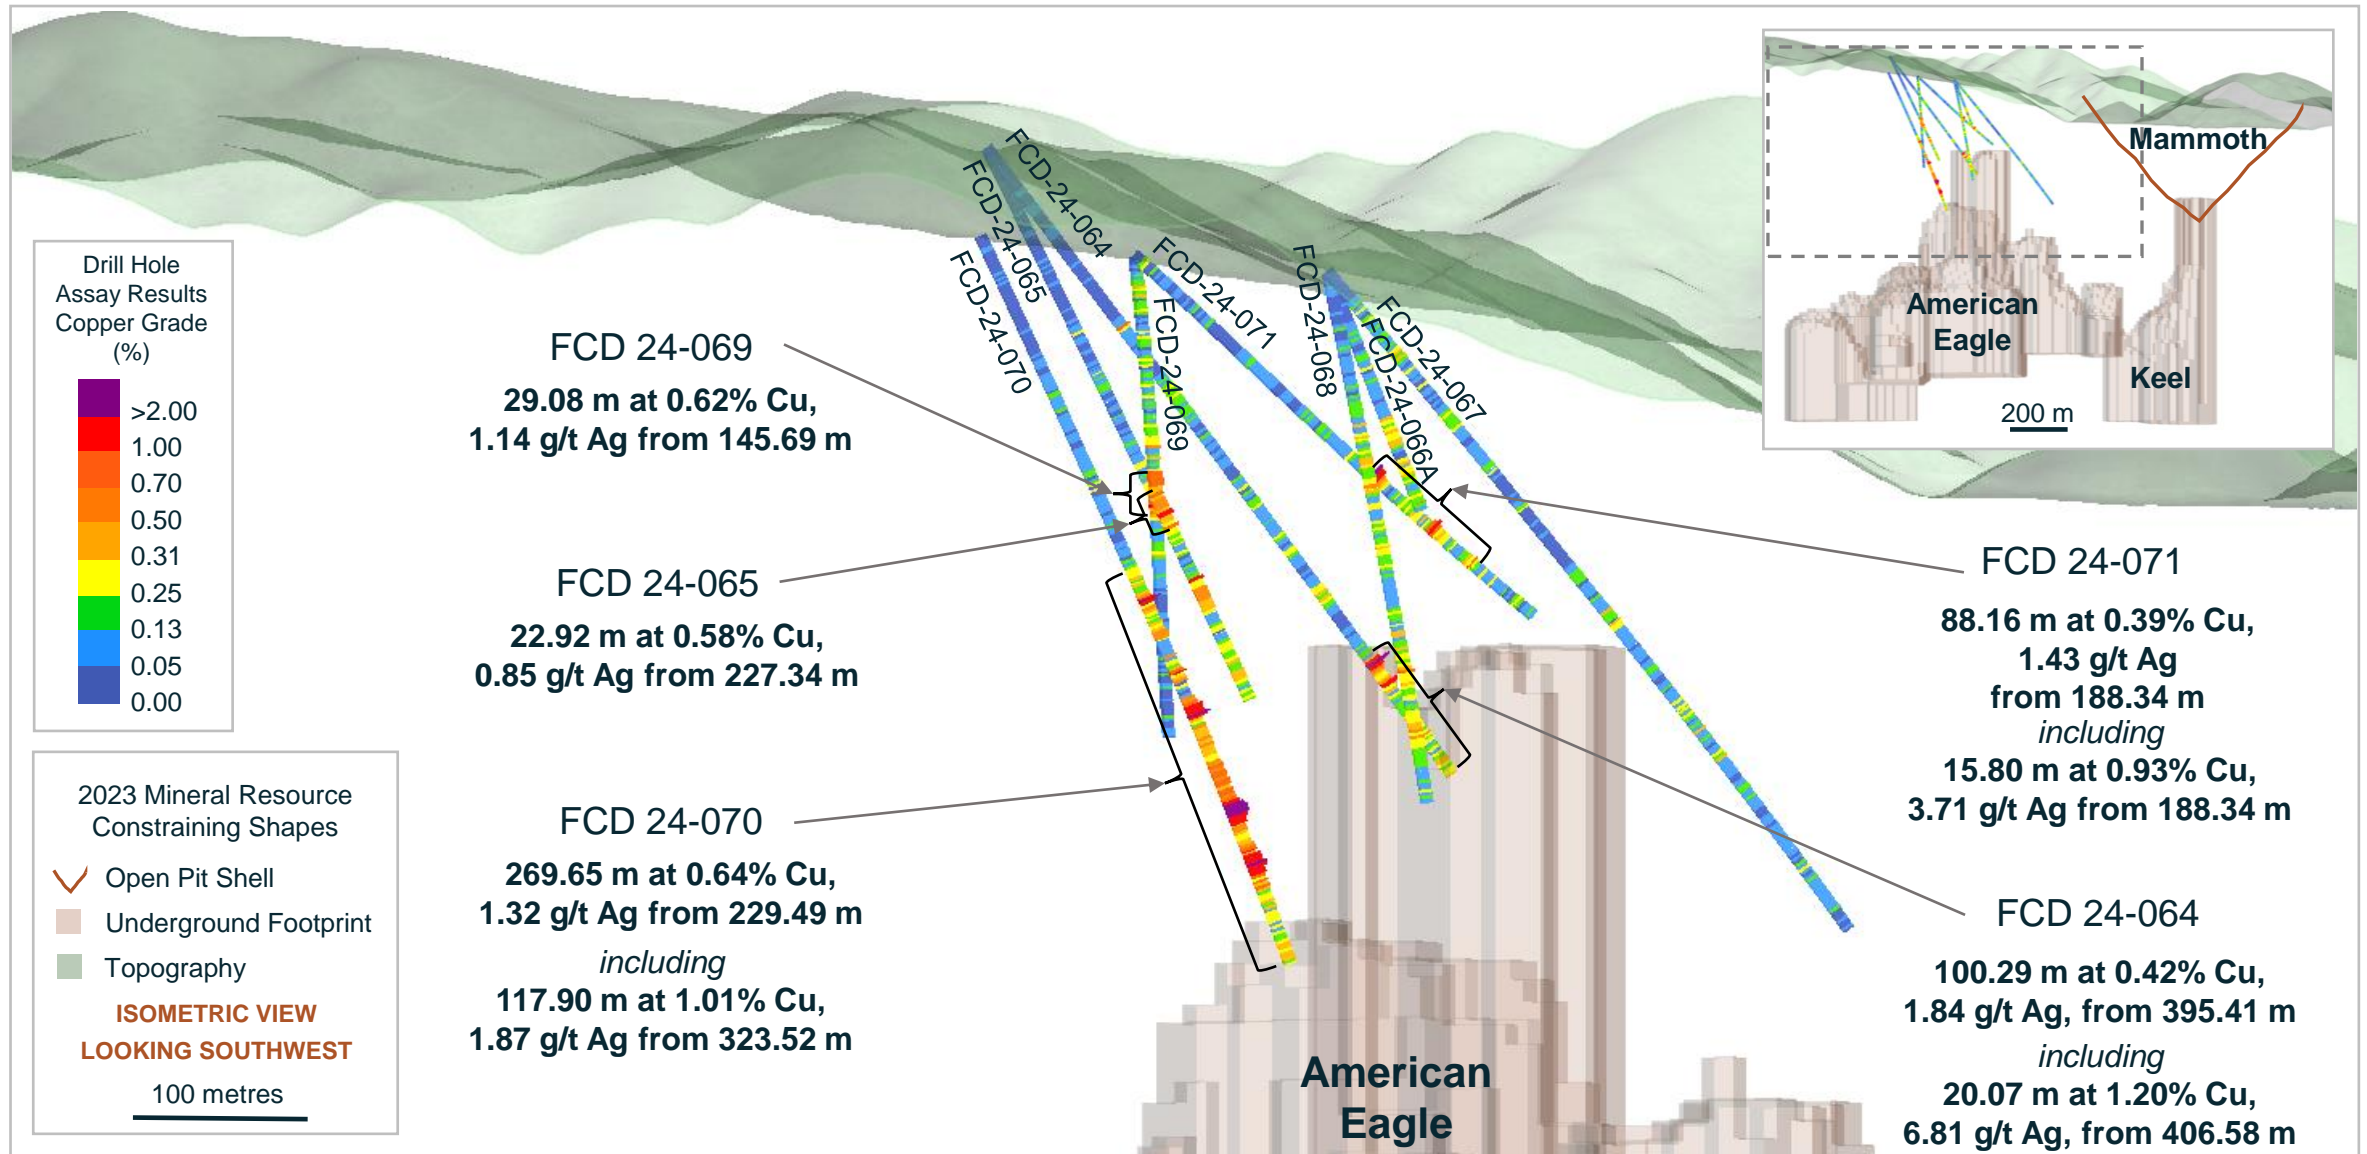 Drill Hole
Assay Results
Copper Grade
(%)
>2.00
1.00
0.70
0.50
0.31
0.25
0.13
0.05
0.00
2023 Mineral Resource
Constraining Shapes
Open Pit Shell
Underground Footprint
Topography
ISOMETRIC VIEW
LOOKING SOUTHWEST
100 metres
FCD 24-069
29.08 m at 0.62% Cu,
1.14 g/t Ag from 145.69 m
FCD 24-065
22.92 m at 0.58% Cu,
0.85 g/t Ag from 227.34 m
FCD 24-070
269.65 m at 0.64% Cu,
1.32 g/t Ag from 229.49 m
including
117.90 m at 1.01% Cu,
1.87 g/t Ag from 323.52 m
FCD-24-064
FCD-24-065
FCD-24-070
FCD-24-069
FCD-24-071
FCD-24-068
FCD-24-066A
FCD-24-067
American
Eagle
Mammoth
American
Eagle
Keel
200 m
FCD 24-071
88.16 m at 0.39% Cu,
1.43 g/t Ag
from 188.34 m
including
15.80 m at 0.93% Cu,
3.71 g/t Ag from 188.34 m
FCD 24-064
100.29 m at 0.42% Cu,
1.84 g/t Ag, from 395.41 m
including
20.07 m at 1.20% Cu,
6.81 g/t Ag, from 406.58 m